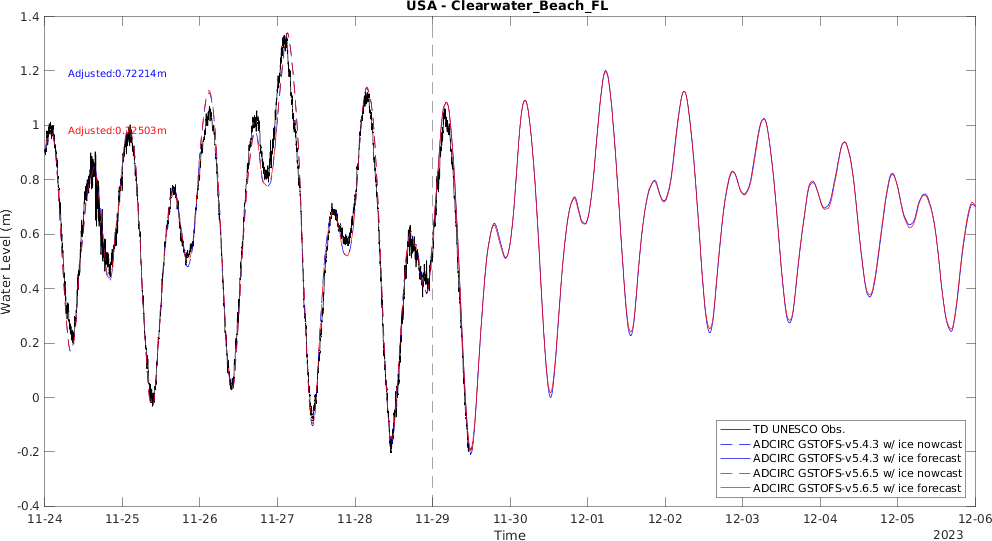 USA - Clearwater_Beach_FL
1.4
1.2
1
0.8
0.6
0.4
0.2
0
-0.2
-0.4
Water Level (m)
Adjusted:0.72214m
Adjusted:0.72503m
TD UNESCO Obs.
ADCIRC GSTOFS-v5.4.3 w/ ice nowcast
ADCIRC GSTOFS-v5.4.3 w/ ice forecast
ADCIRC GSTOFS-v5.6.5 w/ ice nowcast
ADCIRC GSTOFS-v5.6.5 w/ ice forecast
11-24 11-25 11-26 11-27 11-28 11-29 11-30 12-01 12-02 12-03 12-04 12-05 12-06
Time
2023